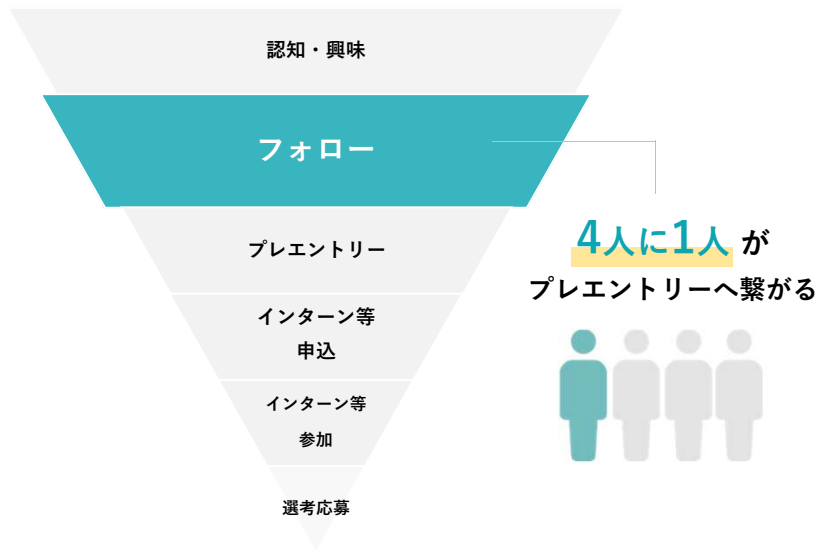 認知・興味
フォロー
プレエントリー
インターン等
申込
インターン等
参加
選考応募
4人に1人 が
プレエントリーへ繋がる